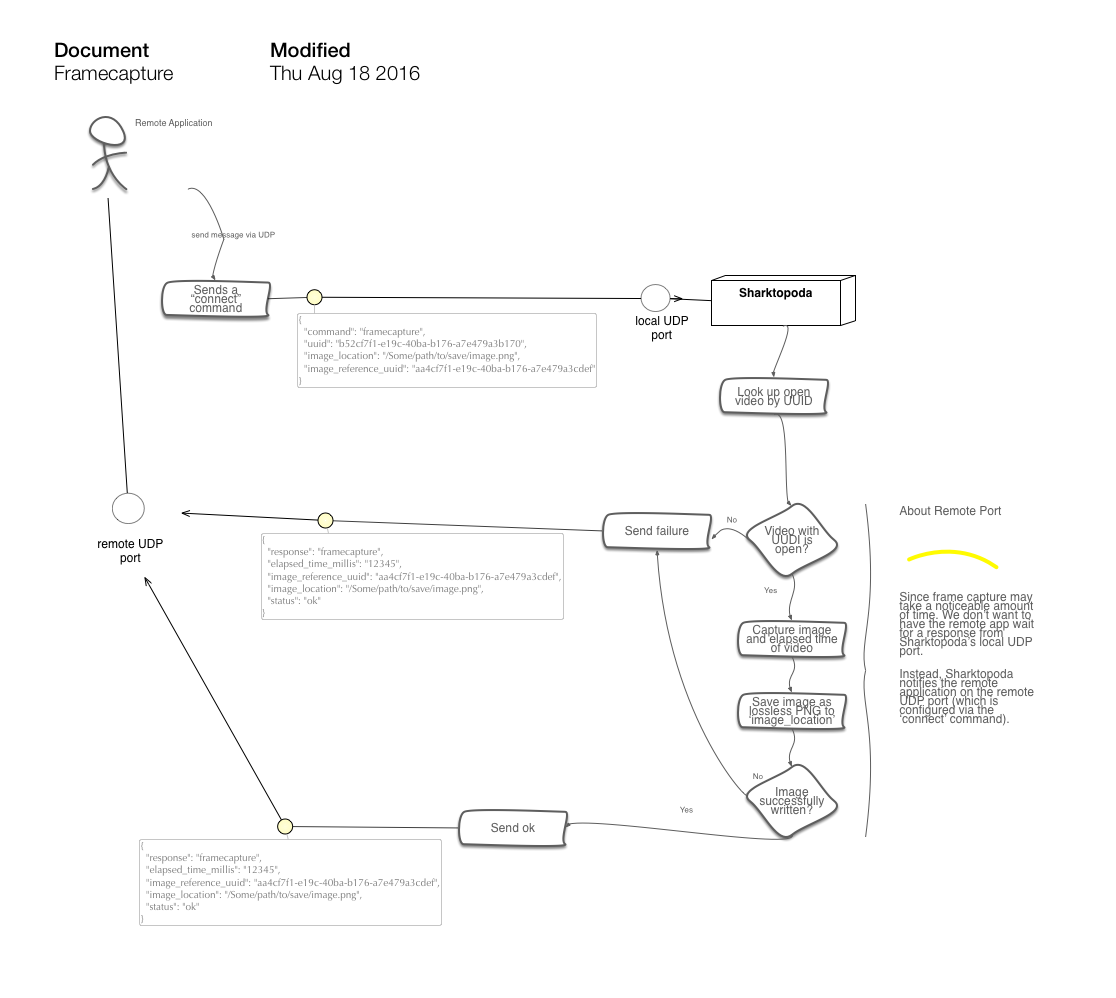 Document
Framecapture
Modified
Thu Aug 18 2016
Remote Application
send message via UDP
Sends a
“connect”
command
local UDP
port
Sharktopoda
{
"command": "framecapture",
"uuid": "b52cf7f1-e19c-40ba-b176-a7e479a3b170",
"image_location": "/Some/path/to/save/image.png",
"image_reference_uuid": "aa4cf7f1-e19c-40ba-b176-a7e479a3cdef"
}
Look up open
video by UUID
remote UDP
port
{
"response": "framecapture",
"elapsed_time_millis": "12345",
"image_reference_uuid": "aa4cf7f1-e19c-40ba-b176-a7e479a3cdef",
"image_location": "/Some/path/to/save/image.png",
"status": "ok"
}
Send failure
No
Video with
UUDI is
open?
Yes
Capture image
and elapsed time
of video
Save image as
lossless PNG to
‘image_location’
No
Image
successfully
written?
Yes
Send ok
{
"response": "framecapture",
"elapsed_time_millis": "12345",
"image_reference_uuid": "aa4cf7f1-e19c-40ba-b176-a7e479a3cdef",
"image_location": "/Some/path/to/save/image.png",
"status": "ok"
}
About Remote Port
Since frame capture may
take a noticeable amount
of time. We don’t want to
have the remote app wait
for a response from
Sharktopoda’s local UDP
port.
Instead, Sharktopoda
notifies the remote
application on the remote
UDP port (which is
configured via the
‘connect’ command).